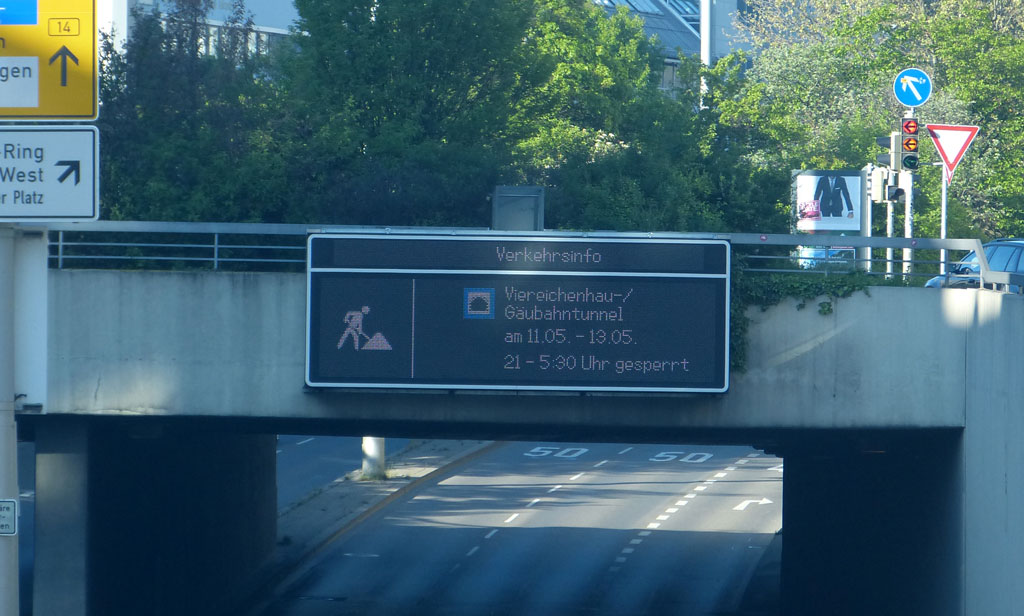 14
gen
-Ring
West
r Platz
Verkehrsinfo
Viereichenhau-/
Gäubahntunnel
am 11.05. - 13.05.
21 - 5:30 Uhr gesperrt
50 50